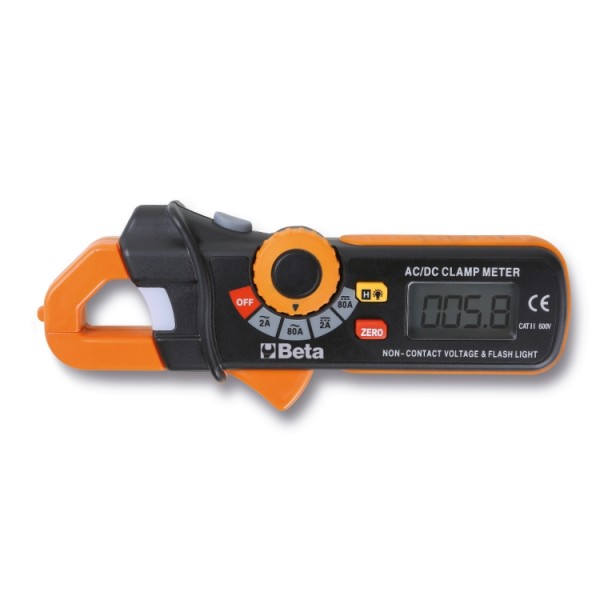 AC/DC CLAMP METER
OFF
2A
80A
2A
80A
H
ZERO
005.8
CE
CAT II 600V
Beta
NON-CONTACT VOLTAGE & FLASH LIGHT